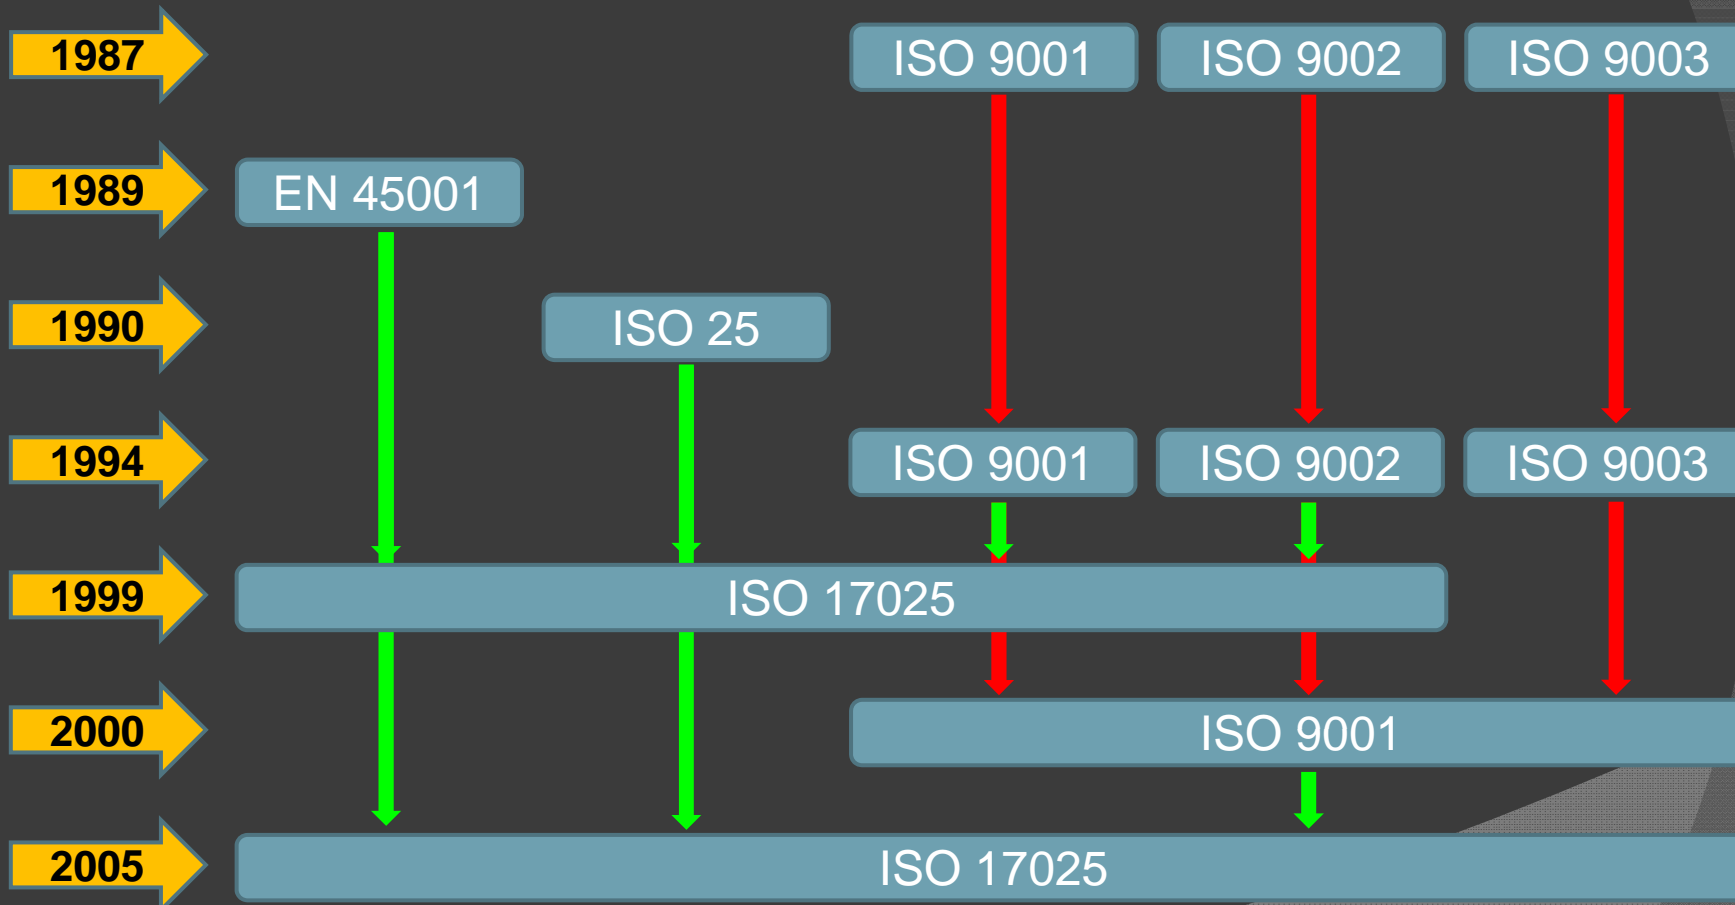 1987
ISO 9001
ISO 9002
ISO 9003
1989
EN 45001
1990
ISO 25
1994
ISO 9001
ISO 9002
ISO 9003
1999
ISO 17025
2000
ISO 9001
2005
ISO 17025